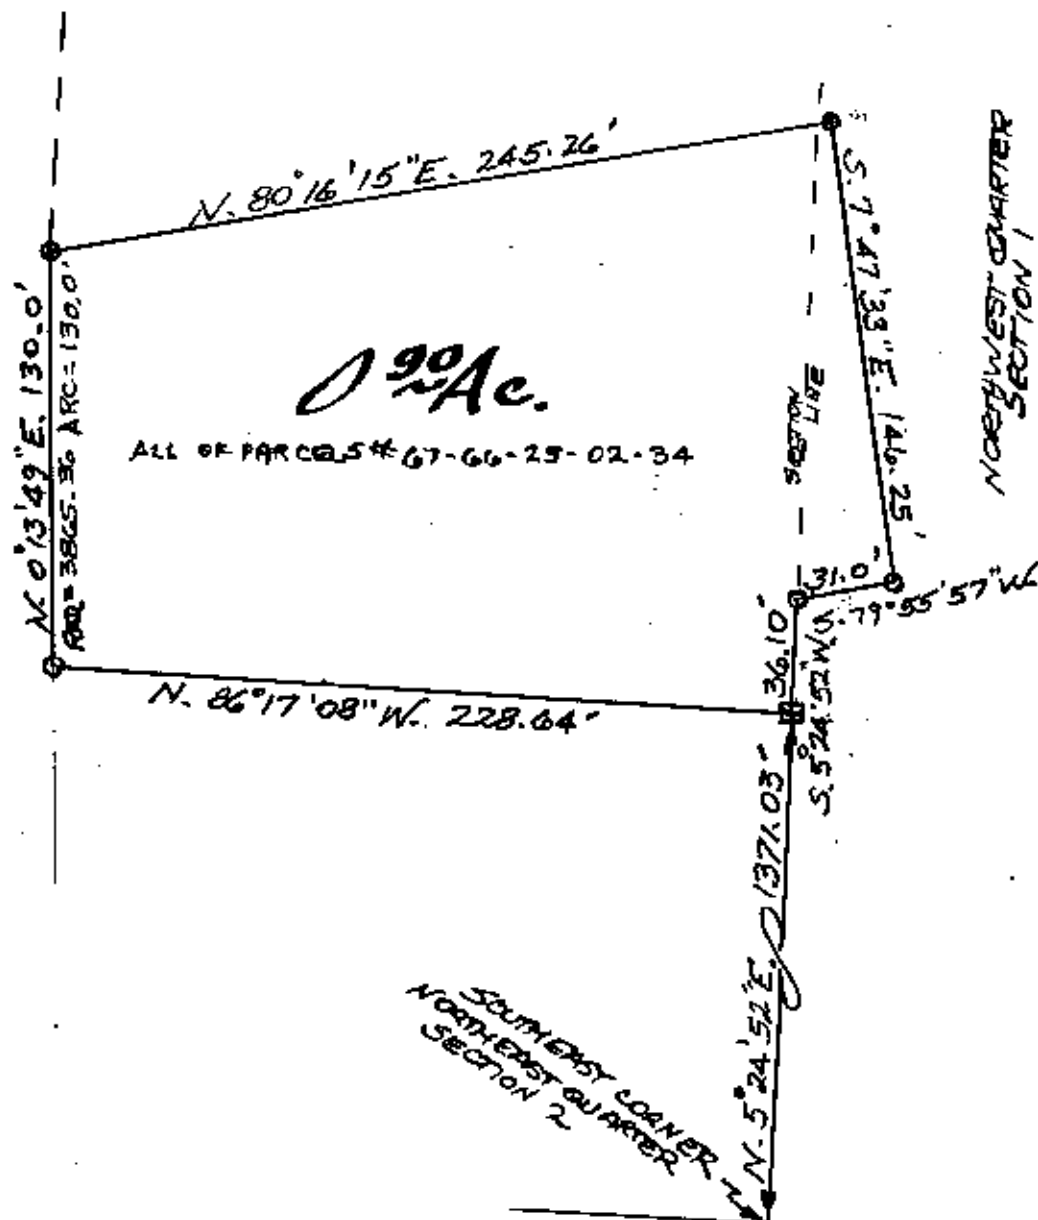 N. 80°16'15"E. 245.26'
S. 7°47'33"E. 146.25'
NORTHWEST QUARTER
SECTION 1
N. 0°13'49"E. 130.0'
RAD = 3865.36 ARC = 130.0'
0 90 Ac.
ALL OF PARCELS # 67-66-25-02-34
SECTION
LINE
31.0'
S. 79°55'57"W.
36.10'
S. 5°24'52"W.
N. 86°17'08"W. 228.64'
N. 5°24'52"E. 1371.03'
SOUTHEAST CORNER
NORTHEAST QUARTER
SECTION 2